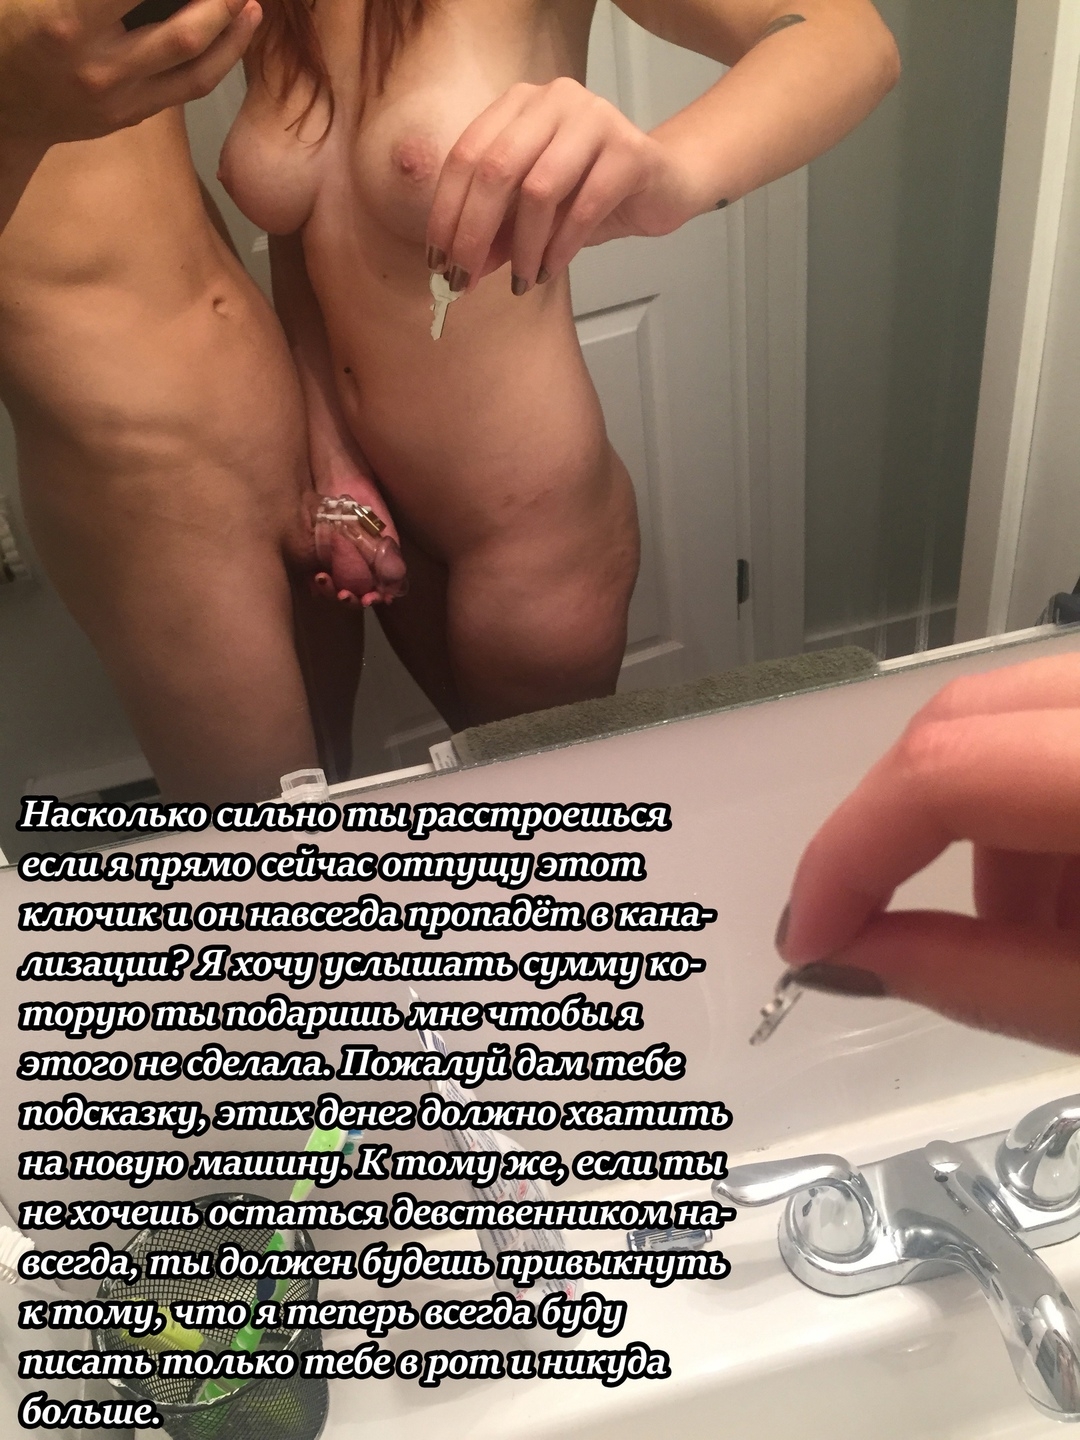 Насколько сильно ты расстроешься
если я прямо сейчас отпущу этот
ключик и он навсегда пропадёт в кана-
лизации? Я хочу услышать сумму ко-
торую ты подаришь мне чтобы я
этого не сделала. Пожалуй дам тебе
подсказку, этих денег должно хватить
на новую машину. К тому же, если ты
не хочешь остаться девственником на-
всегда, ты должен будешь привыкнуть
к тому, что я теперь всегда буду
писать только тебе в рот и никуда
больше.